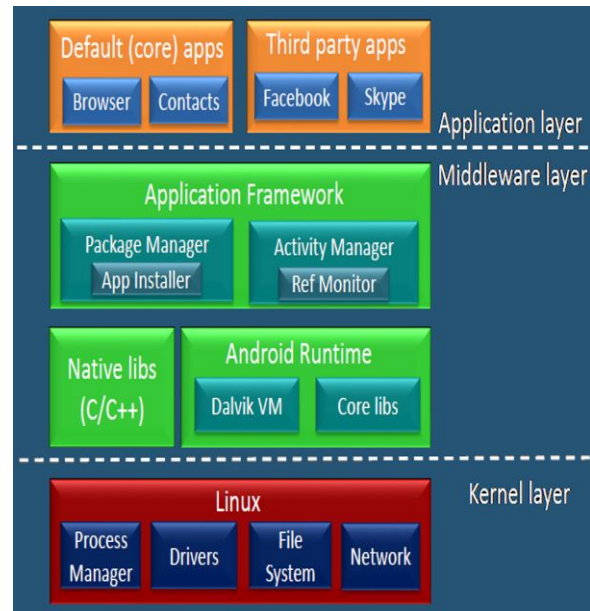 Default (core) apps
Browser
Contacts
Third party apps
Facebook
Skype
Application layer
Middleware layer
Application Framework
Package Manager
App Installer
Activity Manager
Ref Monitor
Native libs
(C/C++)
Android Runtime
Dalvik VM
Core libs
Kernel layer
Linux
Process
Manager
Drivers
File
System
Network